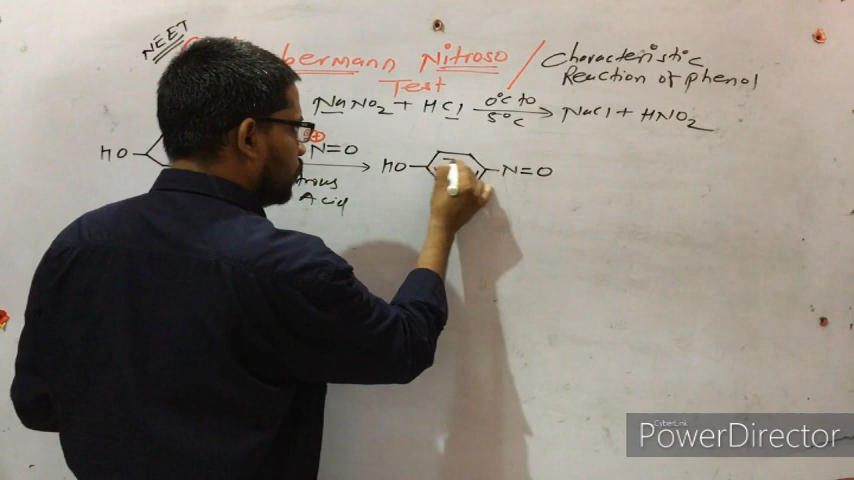 NEET
bermann Nitroso
Test
Characteristic
Reaction of phenol
NaNO2 + HCl 0°C to 5°C → NaCl + HNO2
HO
⊕
N=O
HO
N=O
Acid
CyberLink
PowerDirector